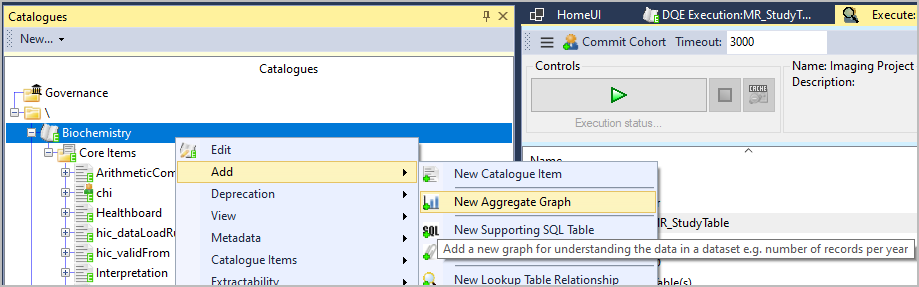 Catalogues
New...
Catalogues
Governance
\
Biochemistry
Core Items
ArithmeticCom
chi
Healthboard
hic_dataLoadRu
hic_validFrom
Interpretation
Edit
Add
Deprecation
View
Metadata
Catalogue Items
Extractability
New Catalogue Item
New Aggregate Graph
SQL New Supporting SQL Table
Add a new graph for understanding the data in a dataset e.g. number of records per year
New Lookup Table Relationship
HomeUI
DQE Execution:MR_StudyT...
Execute:
Commit Cohort Timeout: 3000
Controls
CACHE
Execution status...
Name: Imaging Project
Description:
Name
MR_StudyTable
able(s)